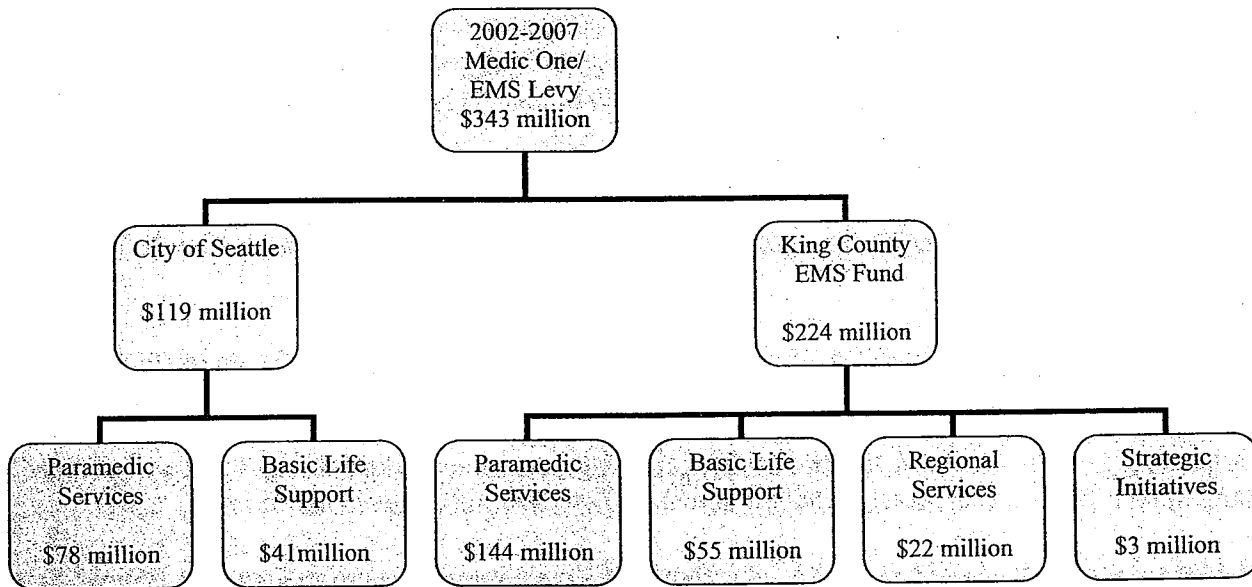 2002-2007
Medic One/
EMS Levy
$343 million
City of Seattle
$119 million
King County
EMS Fund
$224 million
Paramedic
Services
$78 million
Basic Life
Support
$41million
Paramedic
Services
$144 million
Basic Life
Support
$55 million
Regional
Services
$22 million
Strategic
Initiatives
$3 million